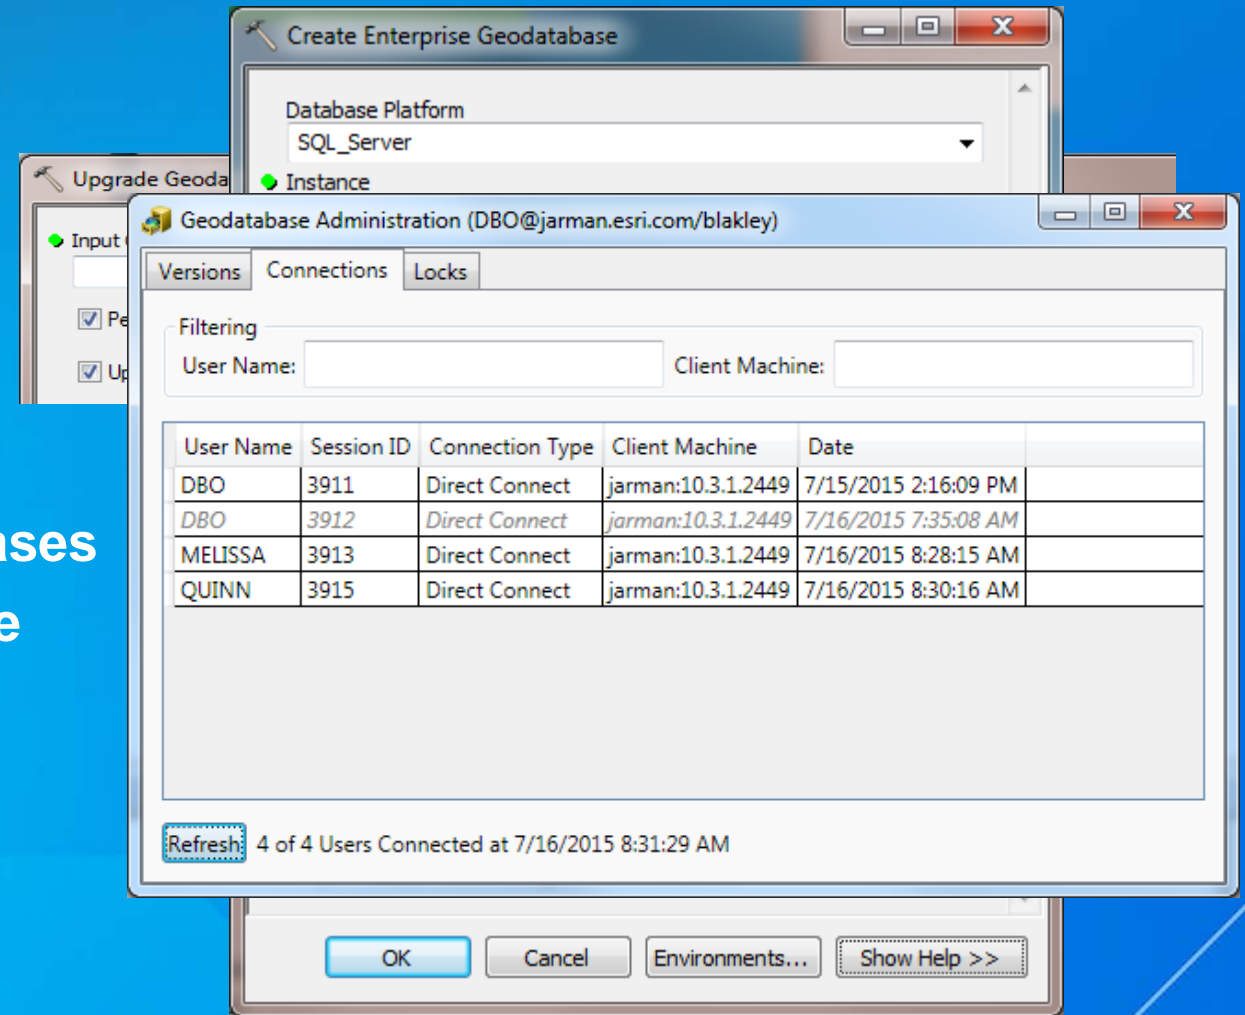 Create Enterprise Geodatabase
Database Platform
SQL_Server
Instance
Upgrade Geoda
Input
Pe
Up
Geodatabase Administration (DBO@jarman.esri.com/blakley)
Versions Connections Locks
Filtering
User Name: Client Machine:
User Name Session ID Connection Type Client Machine Date
DBO 3911 Direct Connect jarman:10.3.1.2449 7/15/2015 2:16:09 PM
DBO 3912 Direct Connect jarman:10.3.1.2449 7/16/2015 7:35:08 AM
MELISSA 3913 Direct Connect jarman:10.3.1.2449 7/16/2015 8:28:15 AM
QUINN 3915 Direct Connect jarman:10.3.1.2449 7/16/2015 8:30:16 AM
Refresh 4 of 4 Users Connected at 7/16/2015 8:31:29 AM
ases
e
OK Cancel Environments... Show Help >>